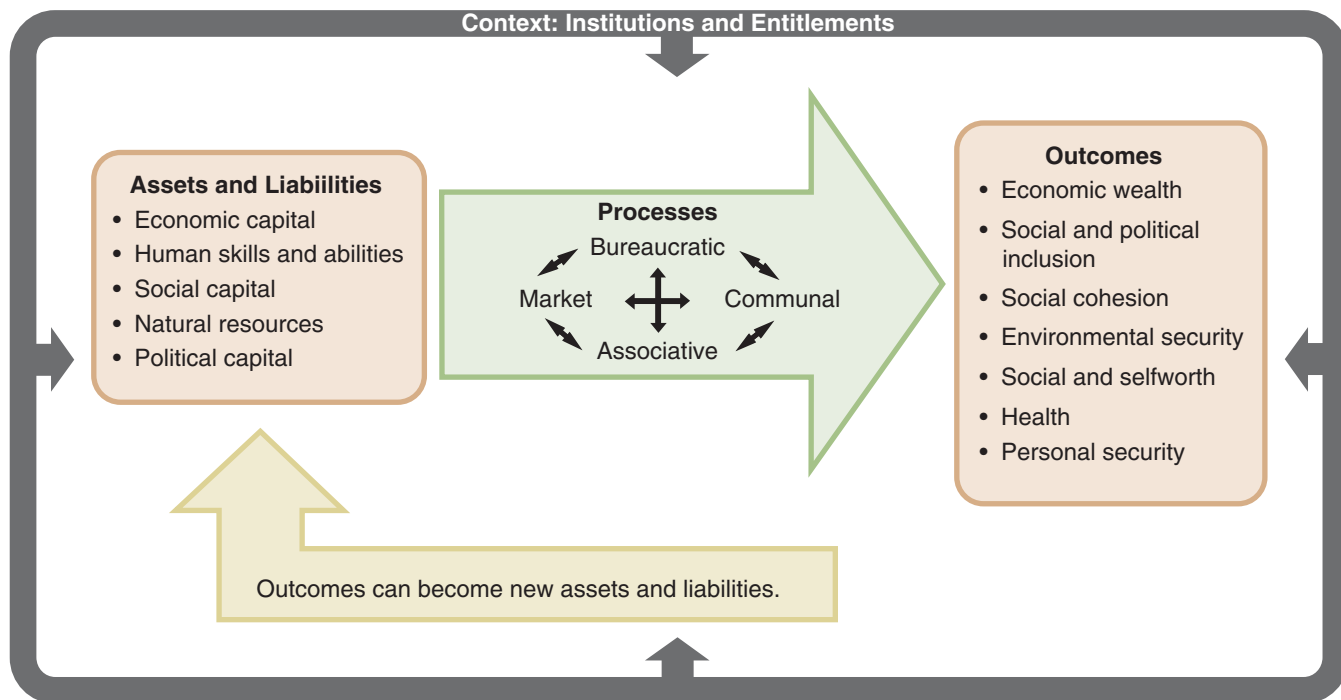 Context: Institutions and Entitlements
Assets and Liabiilities
• Economic capital
• Human skills and abilities
• Social capital
• Natural resources
• Political capital
Processes
Bureaucratic
Market
Communal
Associative
Outcomes
• Economic wealth
• Social and political
inclusion
• Social cohesion
• Environmental security
• Social and selfworth
• Health
• Personal security
Outcomes can become new assets and liabilities.